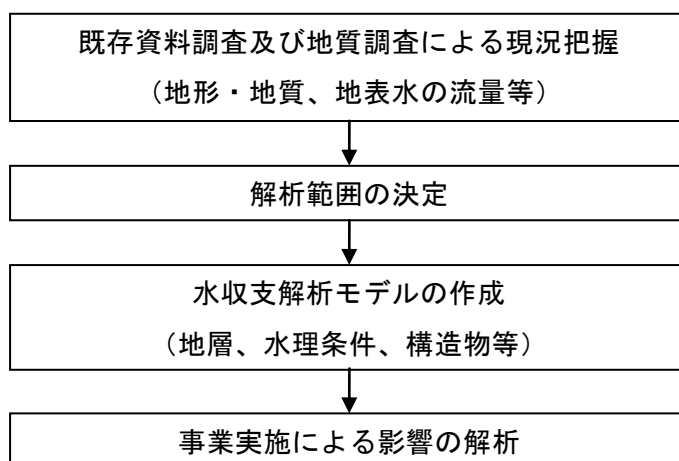 既存資料調査及び地質調査による現況把握
（地形・地質、地表水の流量等）
解析範囲の決定
水収支解析モデルの作成
（地層、水理条件、構造物等）
事業実施による影響の解析